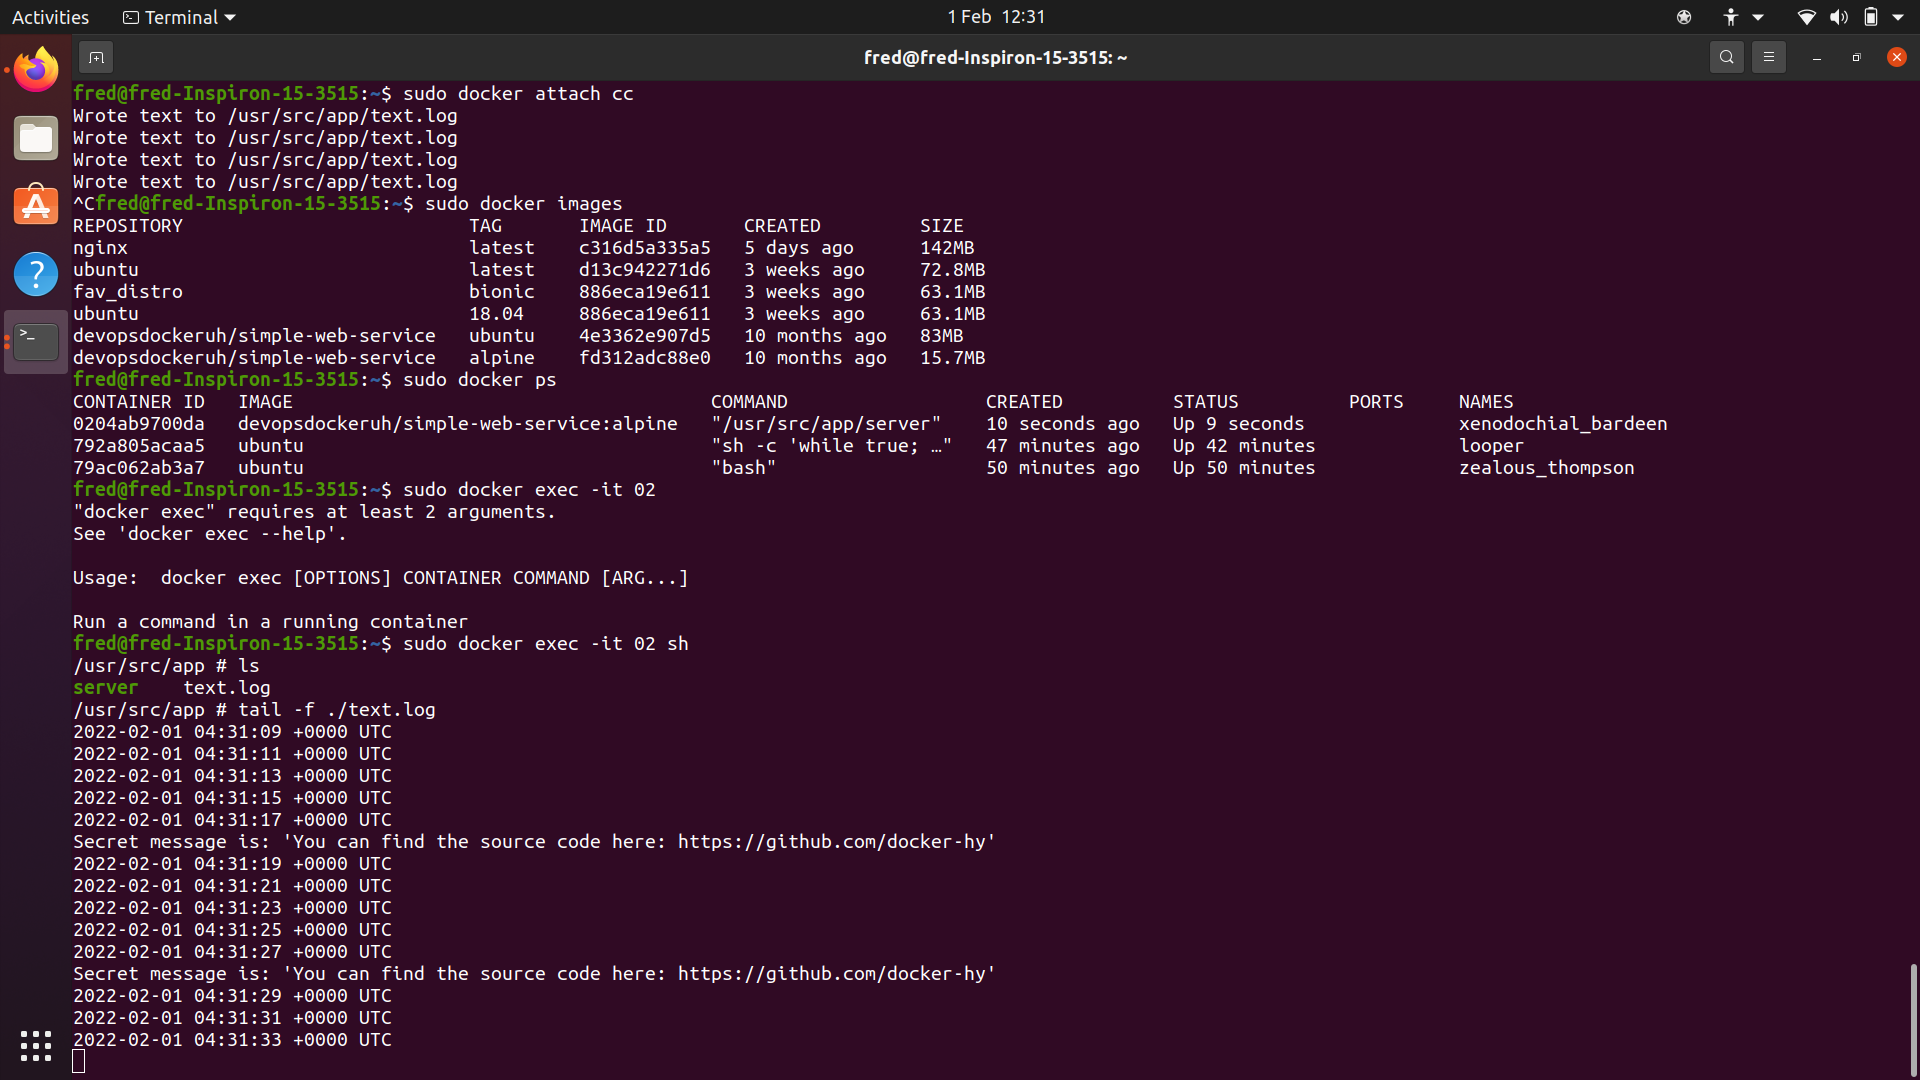 Activities Terminal 1 Feb 12:31
fred@fred-Inspiron-15-3515: ~
fred@fred-Inspiron-15-3515:~$ sudo docker attach cc
Wrote text to /usr/src/app/text.log
Wrote text to /usr/src/app/text.log
Wrote text to /usr/src/app/text.log
Wrote text to /usr/src/app/text.log
^Cfred@fred-Inspiron-15-3515:~$ sudo docker images
REPOSITORY TAG IMAGE ID CREATED SIZE
nginx latest c316d5a335a5 5 days ago 142MB
ubuntu latest d13c942271d6 3 weeks ago 72.8MB
fav_distro bionic 886eca19e611 3 weeks ago 63.1MB
ubuntu 18.04 886eca19e611 3 weeks ago 63.1MB
devopsdockeruh/simple-web-service ubuntu 4e3362e907d5 10 months ago 83MB
devopsdockeruh/simple-web-service alpine fd312adc88e0 10 months ago 15.7MB
fred@fred-Inspiron-15-3515:~$ sudo docker ps
CONTAINER ID IMAGE COMMAND CREATED STATUS PORTS NAMES
0204ab9700da devopsdockeruh/simple-web-service:alpine "/usr/src/app/server" 10 seconds ago Up 9 seconds xenodochial_bardeen
792a805acaa5 ubuntu "sh -c 'while true; …" 47 minutes ago Up 42 minutes looper
79ac062ab3a7 ubuntu "bash" 50 minutes ago Up 50 minutes zealous_thompson
fred@fred-Inspiron-15-3515:~$ sudo docker exec -it 02
"docker exec" requires at least 2 arguments.
See 'docker exec --help'.
Usage:  docker exec [OPTIONS] CONTAINER COMMAND [ARG...]
Run a command in a running container
fred@fred-Inspiron-15-3515:~$ sudo docker exec -it 02 sh
/usr/src/app # ls
server text.log
/usr/src/app # tail -f ./text.log
2022-02-01 04:31:09 +0000 UTC
2022-02-01 04:31:11 +0000 UTC
2022-02-01 04:31:13 +0000 UTC
2022-02-01 04:31:15 +0000 UTC
2022-02-01 04:31:17 +0000 UTC
Secret message is: 'You can find the source code here: https://github.com/docker-hy'
2022-02-01 04:31:19 +0000 UTC
2022-02-01 04:31:21 +0000 UTC
2022-02-01 04:31:23 +0000 UTC
2022-02-01 04:31:25 +0000 UTC
2022-02-01 04:31:27 +0000 UTC
Secret message is: 'You can find the source code here: https://github.com/docker-hy'
2022-02-01 04:31:29 +0000 UTC
2022-02-01 04:31:31 +0000 UTC
2022-02-01 04:31:33 +0000 UTC